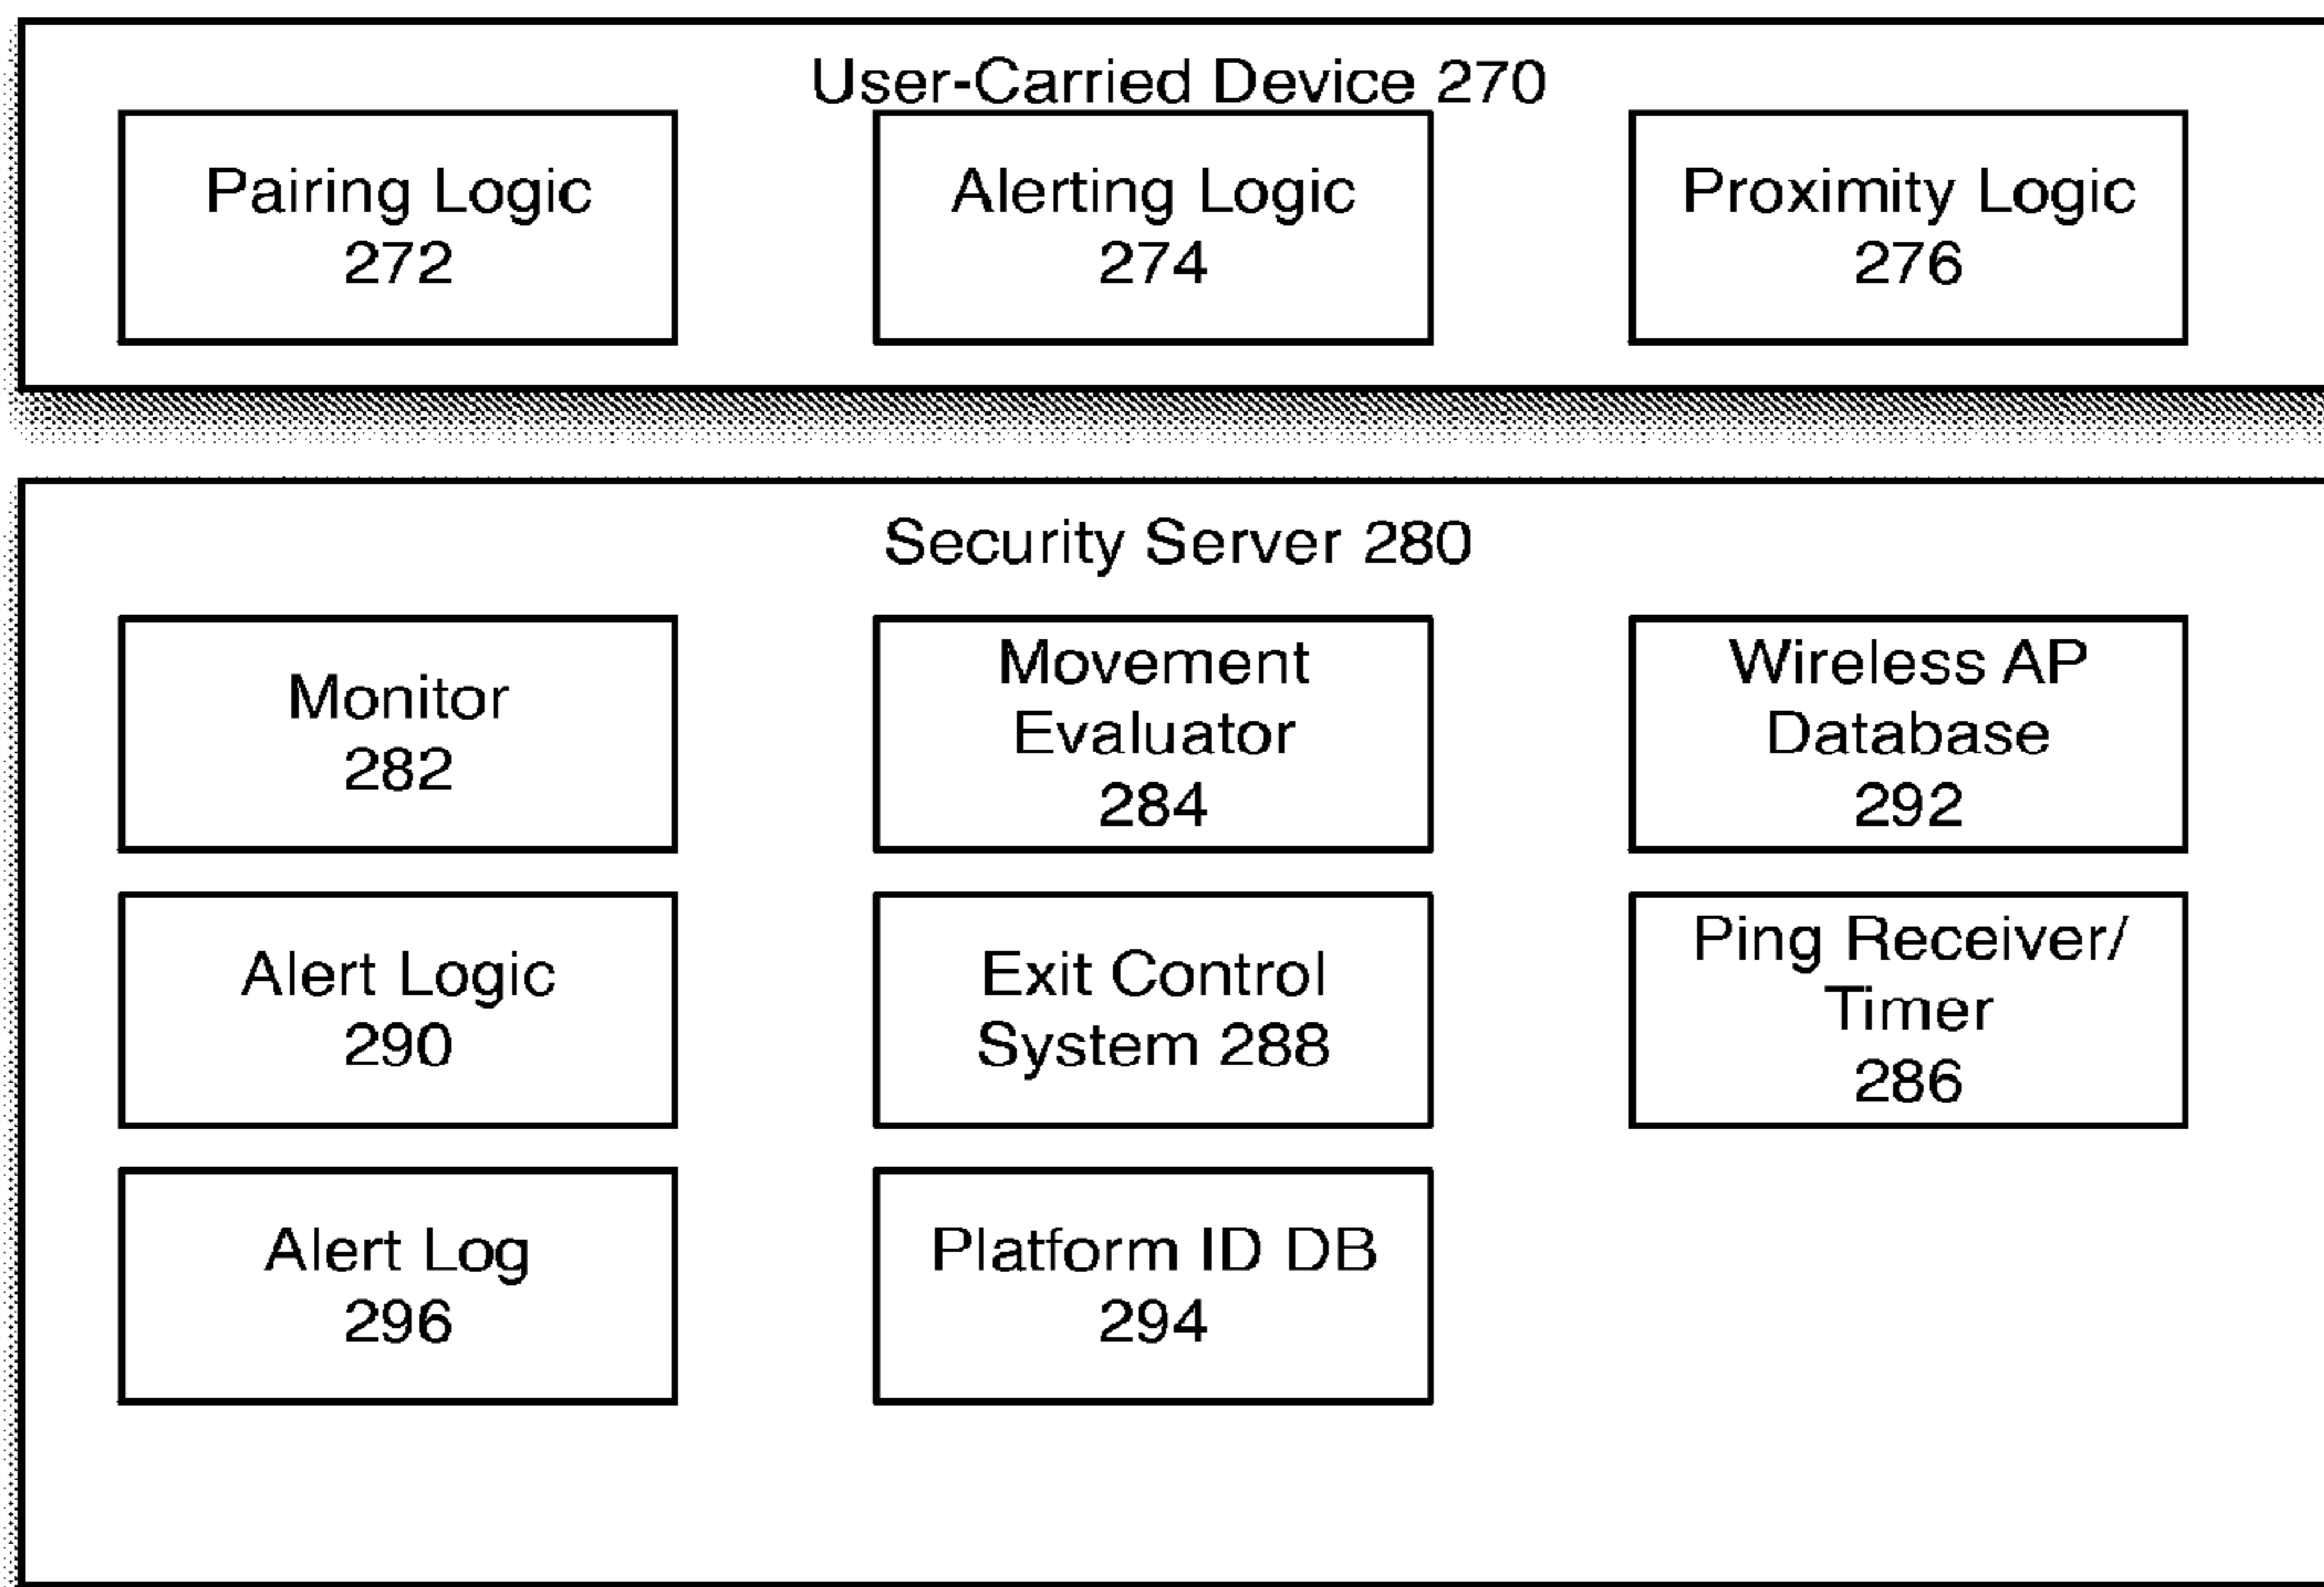 User-Carried Device 270
Pairing Logic
272
Alerting Logic
274
Proximity Logic
276
Security Server 280
Monitor
282
Movement
Evaluator
284
Wireless AP
Database
292
Alert Logic
290
Exit Control
System 288
Ping Receiver/
Timer
286
Alert Log
296
Platform ID DB
294